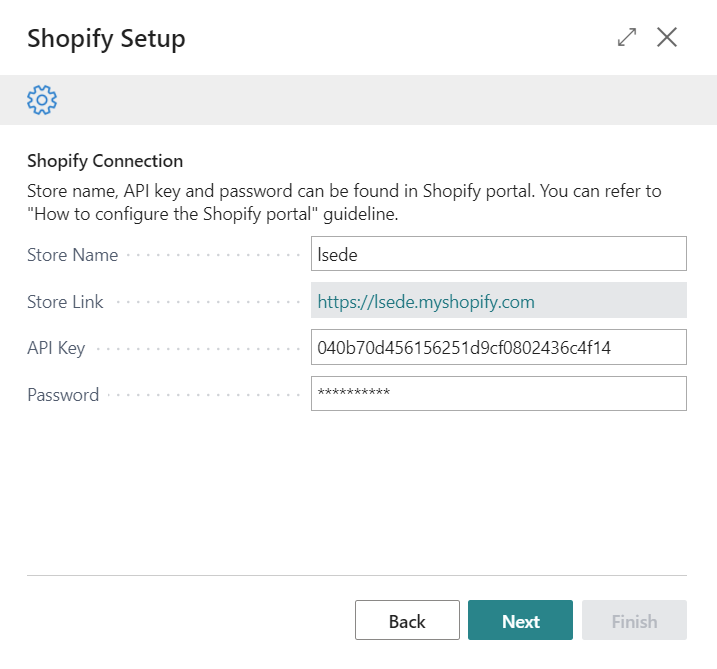 Shopify Setup
Shopify Connection
Store name, API key and password can be found in Shopify portal. You can refer to
"How to configure the Shopify portal" guideline.
Store Name lsede
Store Link https://lsede.myshopify.com
API Key 040b70d456156251d9cf0802436c4f14
Password **********
Back Next Finish